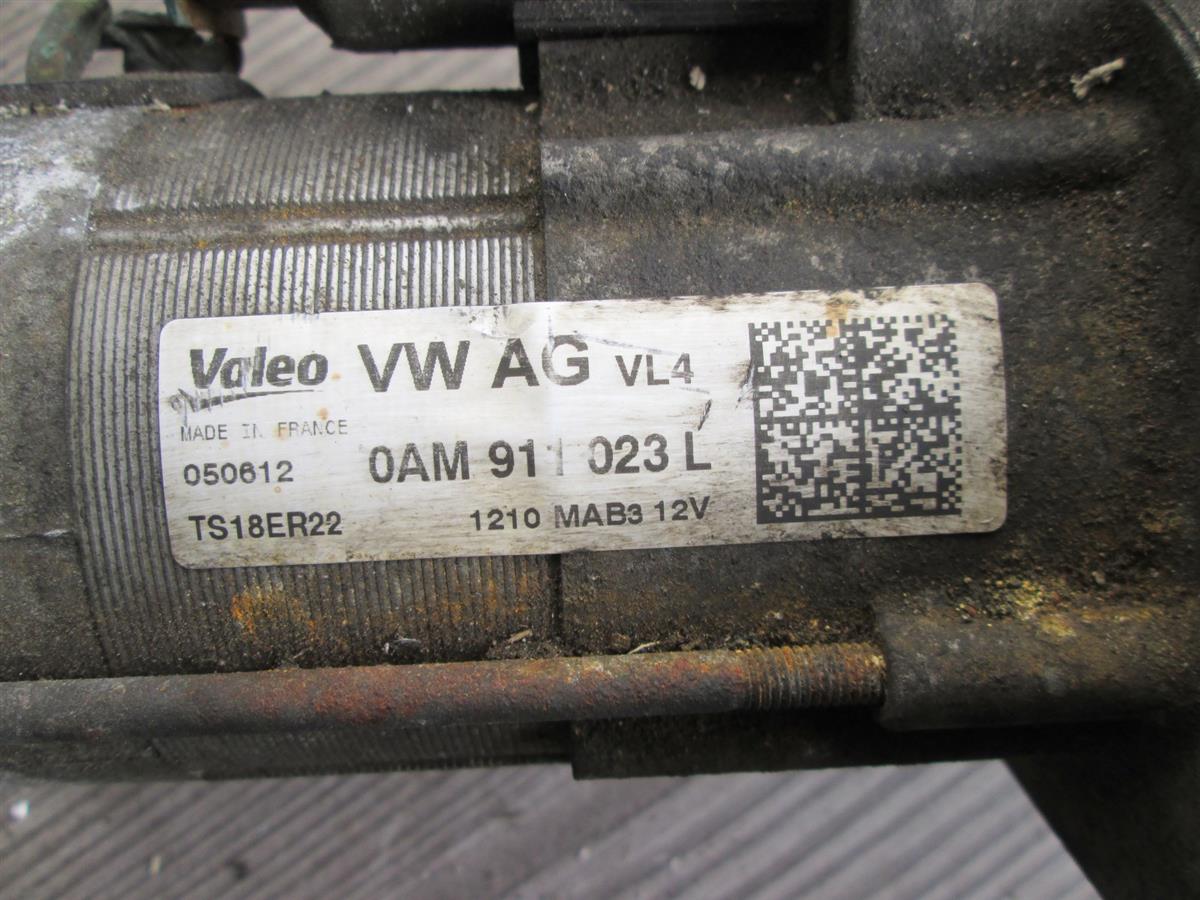 Valeo VW AG VL4
MADE IN FRANCE
050612 0AM 911 023 L
TS18ER22 1210 MAB3 12V